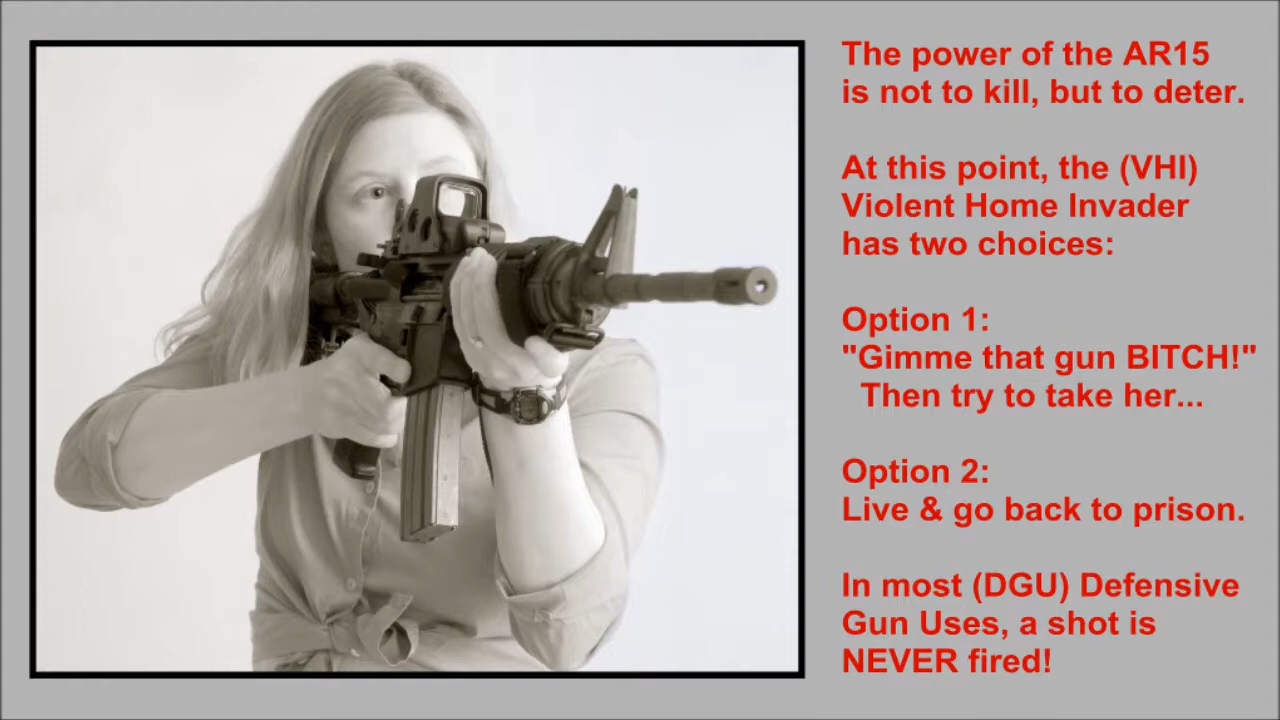 The power of the AR15
is not to kill, but to deter.
At this point, the (VHI)
Violent Home Invader
has two choices:
Option 1:
"Gimme that gun BITCH!"
Then try to take her...
Option 2:
Live & go back to prison.
In most (DGU) Defensive
Gun Uses, a shot is
NEVER fired!